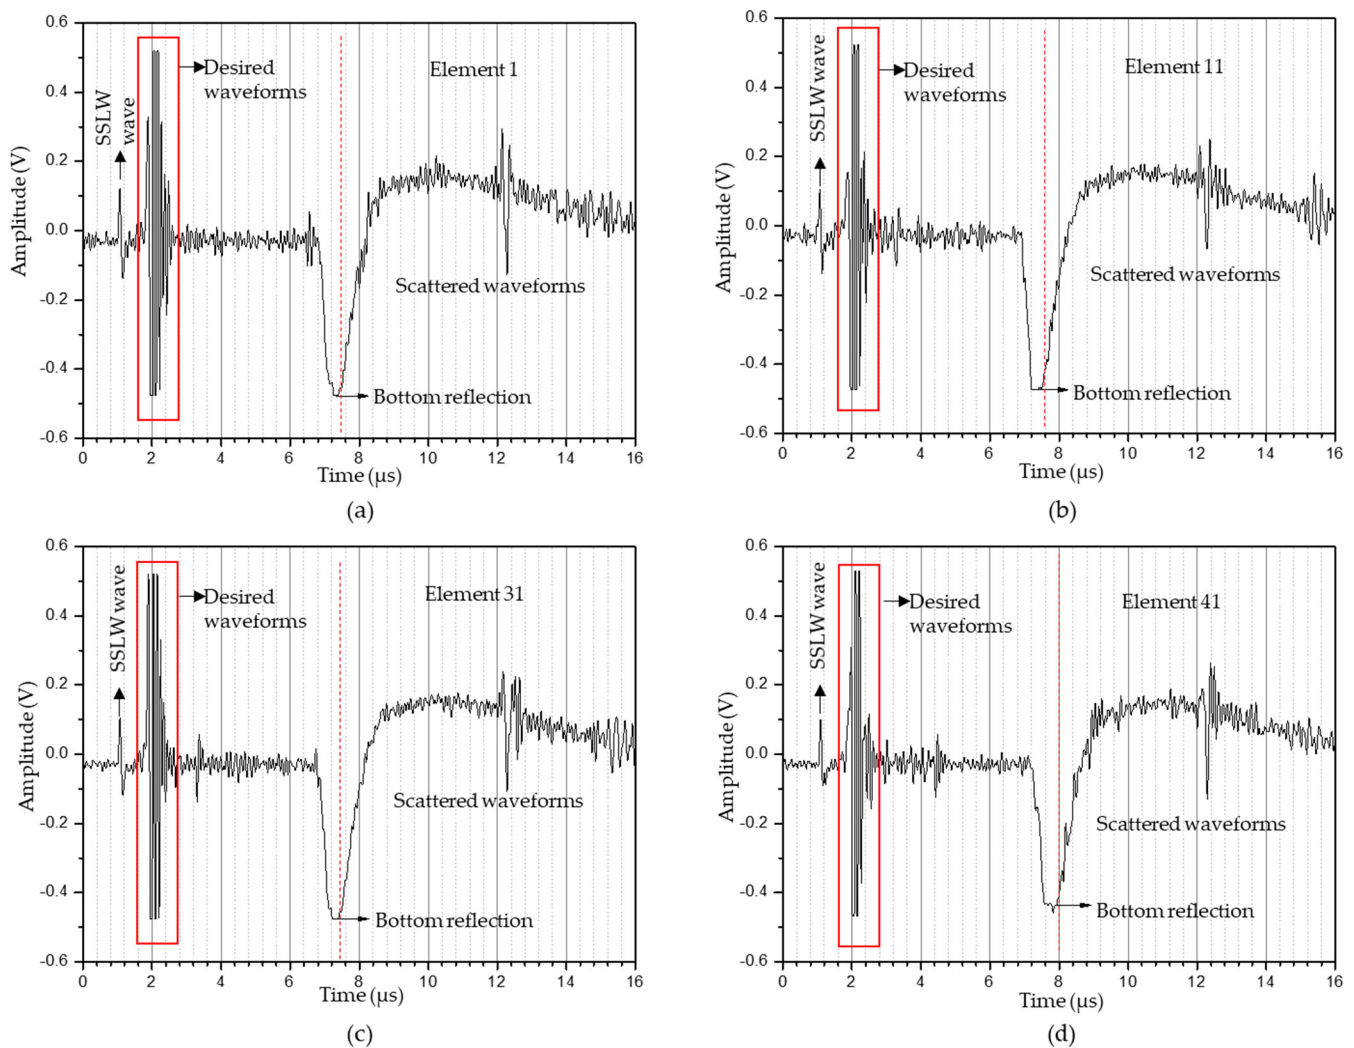 0.6
0.4
0.2
0.0
-0.2
-0.4
-0.6
Amplitude (V)
SSLW
wave
Desired
waveforms
Element 1
Scattered waveforms
Bottom reflection
0 2 4 6 8 10 12 14 16
Time (μs)
(a)
0.6
0.4
0.2
0.0
-0.2
-0.4
-0.6
Amplitude (V)
SSLW wave
Desired
waveforms
Element 11
Scattered waveforms
Bottom reflection
0 2 4 6 8 10 12 14 16
Time (μs)
(b)
0.6
0.4
0.2
0.0
-0.2
-0.4
-0.6
Amplitude (V)
SSLW wave
Desired
waveforms
Element 31
Scattered waveforms
Bottom reflection
0 2 4 6 8 10 12 14 16
Time (μs)
(c)
0.6
0.4
0.2
0.0
-0.2
-0.4
-0.6
Amplitude (V)
SSLW wave
Desired
waveforms
Element 41
Scattered waveforms
Bottom reflection
0 2 4 6 8 10 12 14 16
Time (μs)
(d)